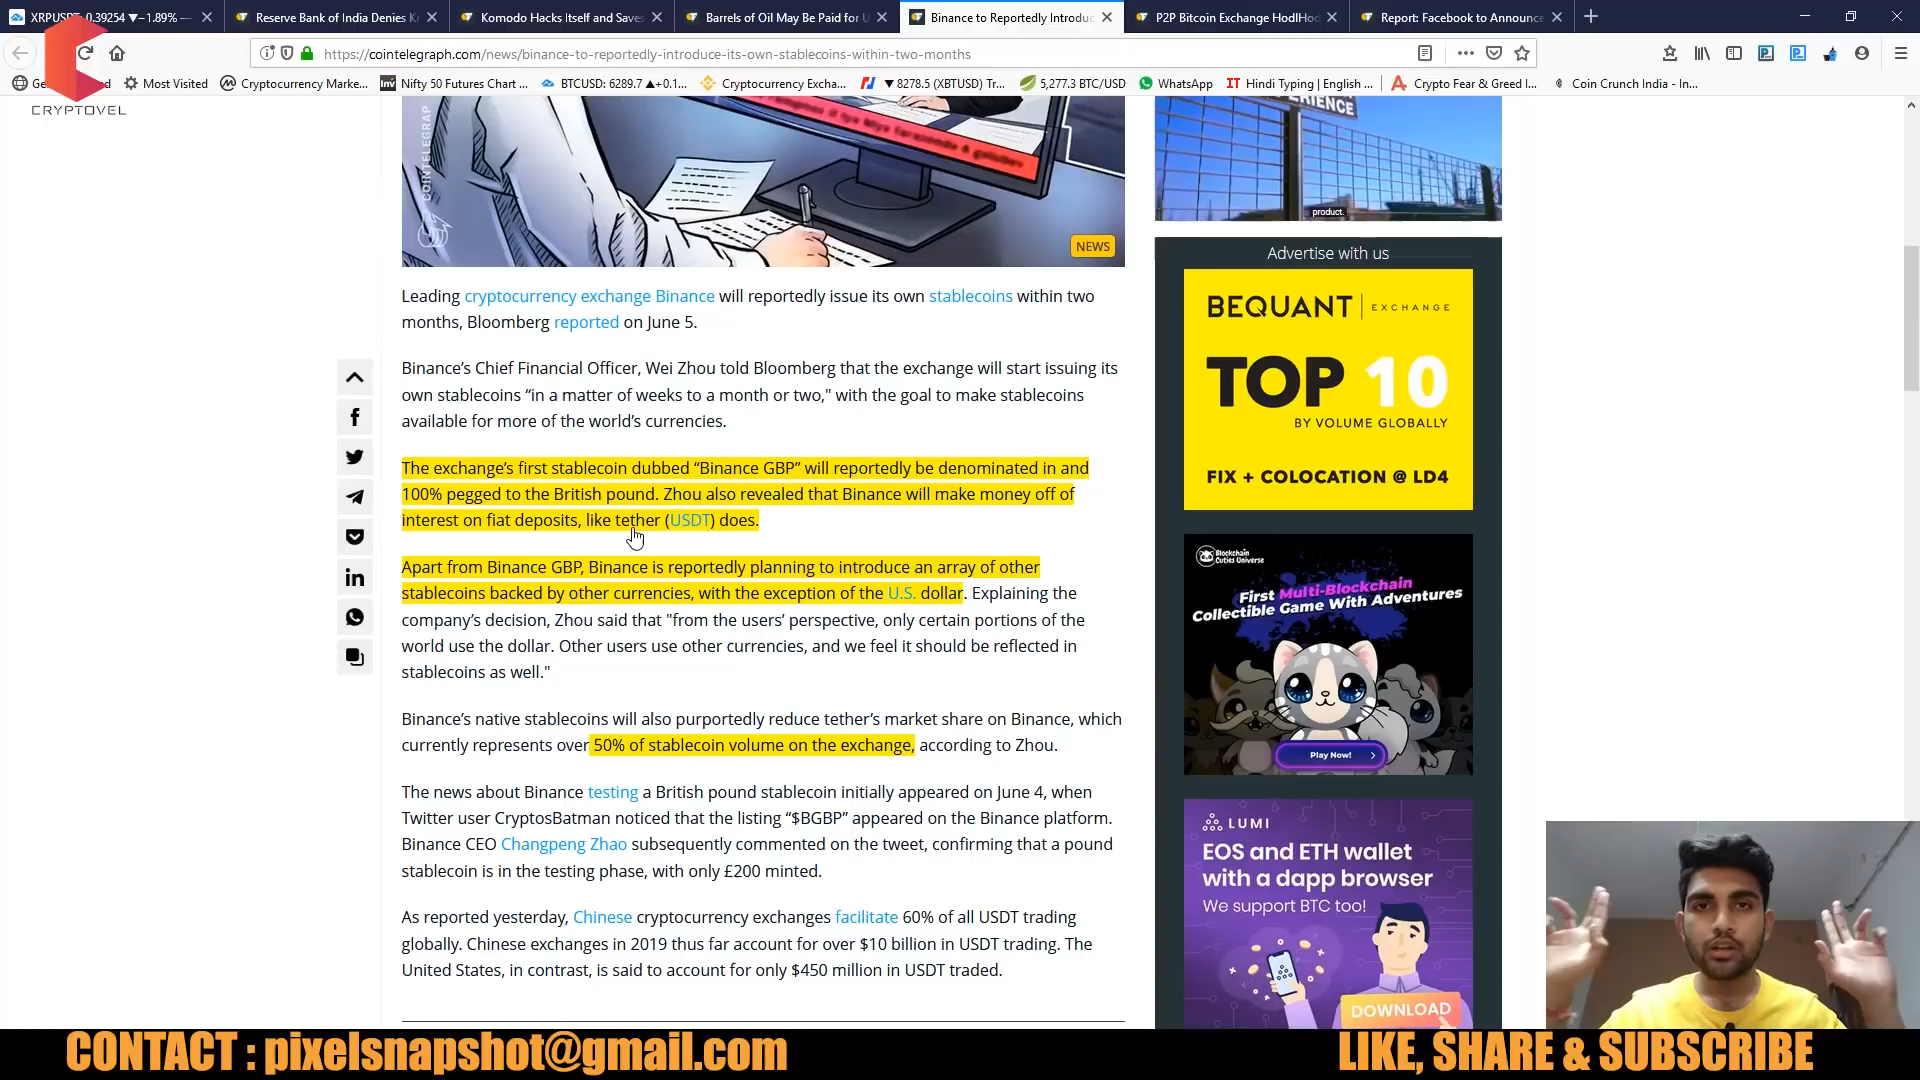 XRPUSDT 0.39254 ▼−1.89% —
Reserve Bank of India Denies
Komodo Hacks Itself and Saves
Barrels of Oil May Be Paid for
Binance to Reportedly Introduc
P2P Bitcoin Exchange HodlHod
Report: Facebook to Announce
https://cointelegraph.com/news/binance-to-reportedly-introduce-its-own-stablecoins-within-two-months
Most Visited
Cryptocurrency Marke...
Nifty 50 Futures Chart ...
BTCUSD: 6289.7 ▲+0.1...
Cryptocurrency Excha...
▼ 8278.5 (XBTUSD) Tr...
5,277.3 BTC/USD
WhatsApp
IT Hindi Typing | English ...
Crypto Fear & Greed I...
Coin Crunch India - In...
CRYPTOVEL
COINTELEGRAP
NEWS
product.
Leading cryptocurrency exchange Binance will reportedly issue its own stablecoins within two
months, Bloomberg reported on June 5.
Binance’s Chief Financial Officer, Wei Zhou told Bloomberg that the exchange will start issuing its
own stablecoins “in a matter of weeks to a month or two," with the goal to make stablecoins
available for more of the world’s currencies.
The exchange’s first stablecoin dubbed “Binance GBP” will reportedly be denominated in and
100% pegged to the British pound. Zhou also revealed that Binance will make money off of
interest on fiat deposits, like tether (USDT) does.
Apart from Binance GBP, Binance is reportedly planning to introduce an array of other
stablecoins backed by other currencies, with the exception of the U.S. dollar. Explaining the
company’s decision, Zhou said that "from the users’ perspective, only certain portions of the
world use the dollar. Other users use other currencies, and we feel it should be reflected in
stablecoins as well."
Binance’s native stablecoins will also purportedly reduce tether’s market share on Binance, which
currently represents over 50% of stablecoin volume on the exchange, according to Zhou.
The news about Binance testing a British pound stablecoin initially appeared on June 4, when
Twitter user CryptosBatman noticed that the listing “$BGBP” appeared on the Binance platform.
Binance CEO Changpeng Zhao subsequently commented on the tweet, confirming that a pound
stablecoin is in the testing phase, with only £200 minted.
As reported yesterday, Chinese cryptocurrency exchanges facilitate 60% of all USDT trading
globally. Chinese exchanges in 2019 thus far account for over $10 billion in USDT trading. The
United States, in contrast, is said to account for only $450 million in USDT traded.
Advertise with us
BEQUANT | EXCHANGE
TOP 10
BY VOLUME GLOBALLY
FIX + COLOCATION @ LD4
Blockchain
Cuties Universe
First Multi-Blockchain
Collectible Game With Adventures
Play Now!
LUMI
EOS and ETH wallet
with a dapp browser
We support BTC too!
DOWNLOAD
CONTACT : pixelsnapshot@gmail.com
LIKE, SHARE & SUBSCRIBE